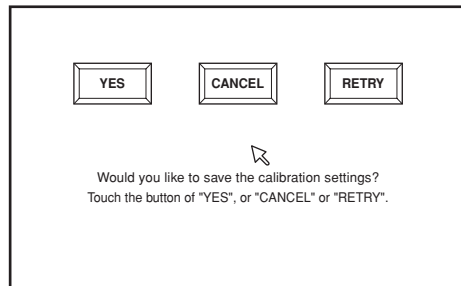 YES CANCEL RETRY
Would you like to save the calibration settings?
Touch the button of "YES", or "CANCEL" or "RETRY".